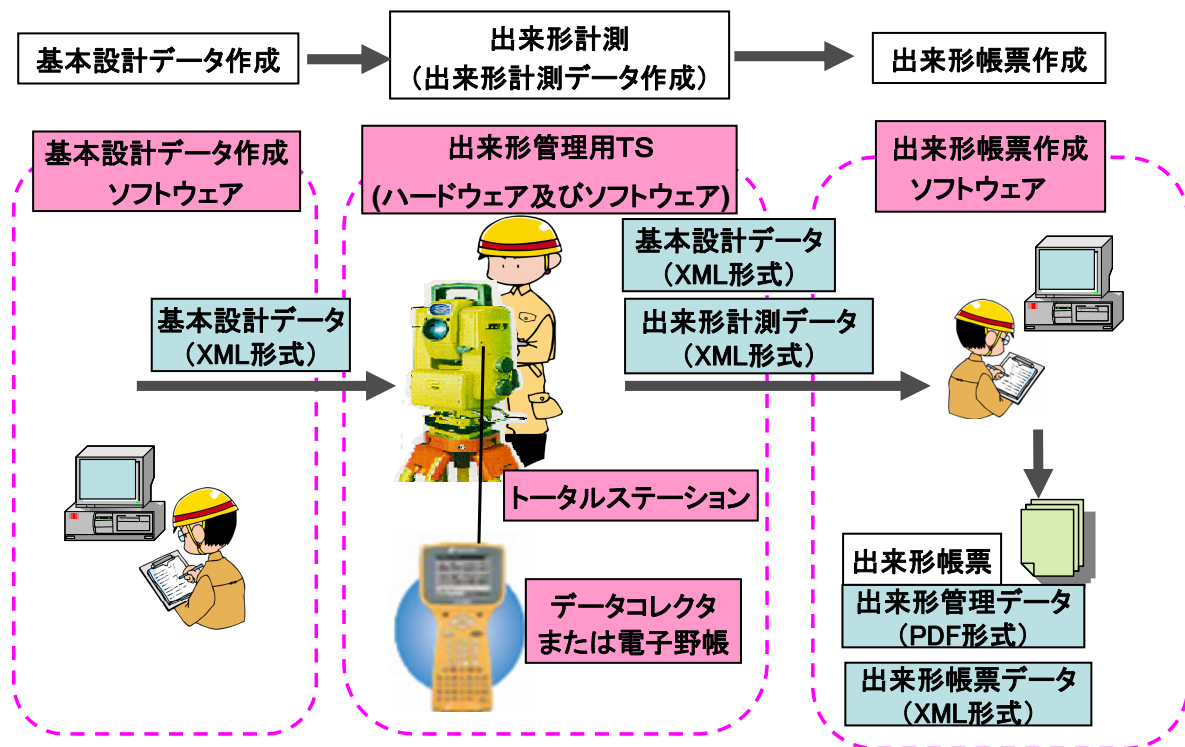 基本設計データ作成
出来形計測
（出来形計測データ作成）
出来形帳票作成
基本設計データ作成
ソフトウェア
出来形管理用TS
(ハードウェア及びソフトウェア)
出来形帳票作成
ソフトウェア
基本設計データ
（XML形式）
基本設計データ
（XML形式）
出来形計測データ
（XML形式）
トータルステーション
データコレクタ
または電子野帳
出来形帳票
出来形管理データ
（PDF形式）
出来形帳票データ
（XML形式）